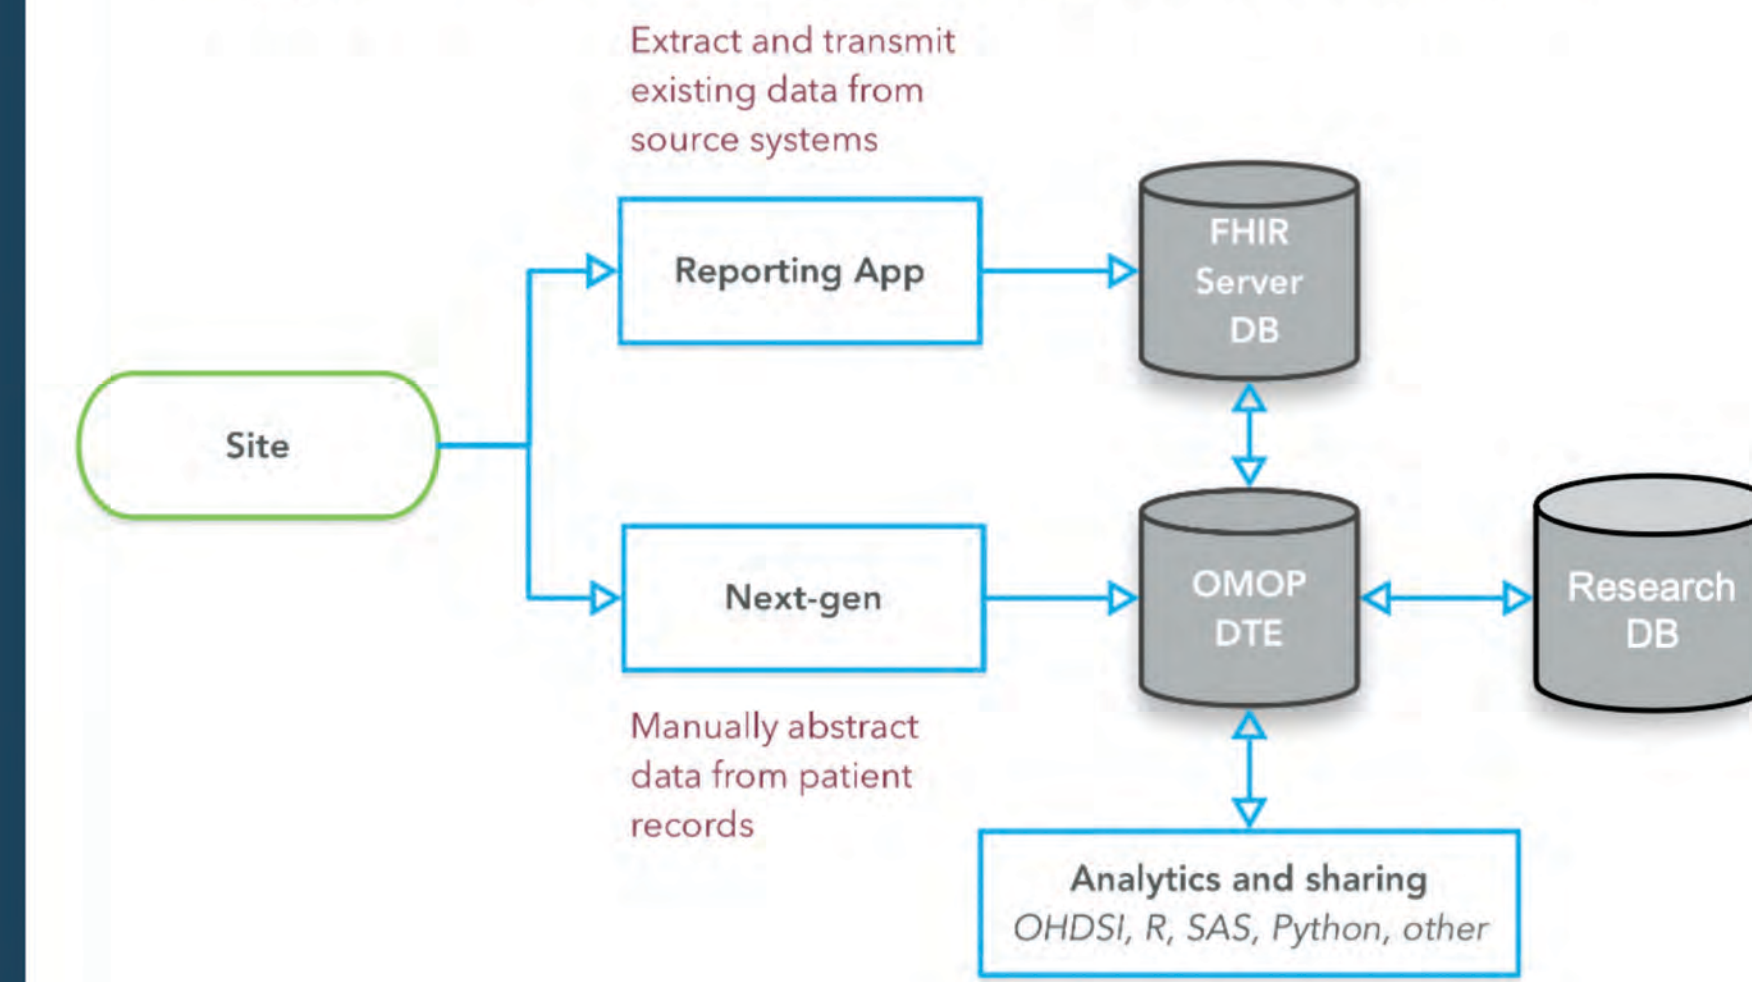 Extract and transmit
existing data from
source systems
Reporting App
FHIR
Server
DB
Site
Next-gen
OMOP
DTE
Research
DB
Manually abstract
data from patient
records
Analytics and sharing
OHDSI, R, SAS, Python, other